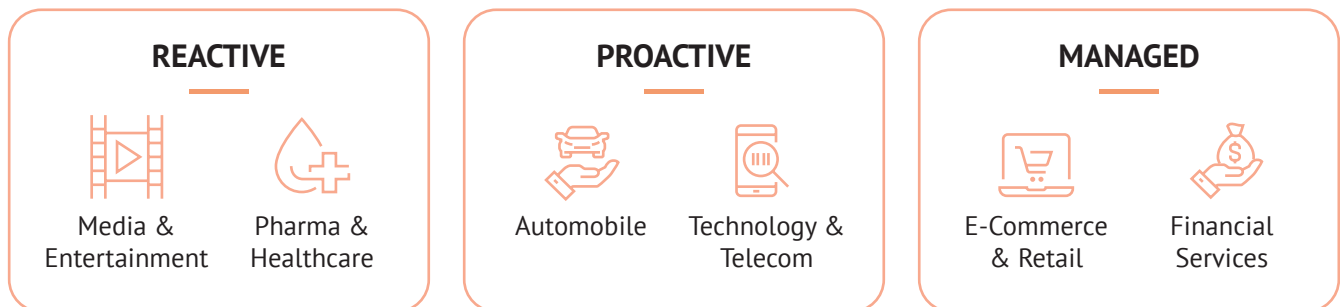 REACTIVE
Media &
Entertainment
Pharma &
Healthcare
PROACTIVE
Automobile
Technology &
Telecom
MANAGED
E-Commerce
& Retail
$
Financial
Services